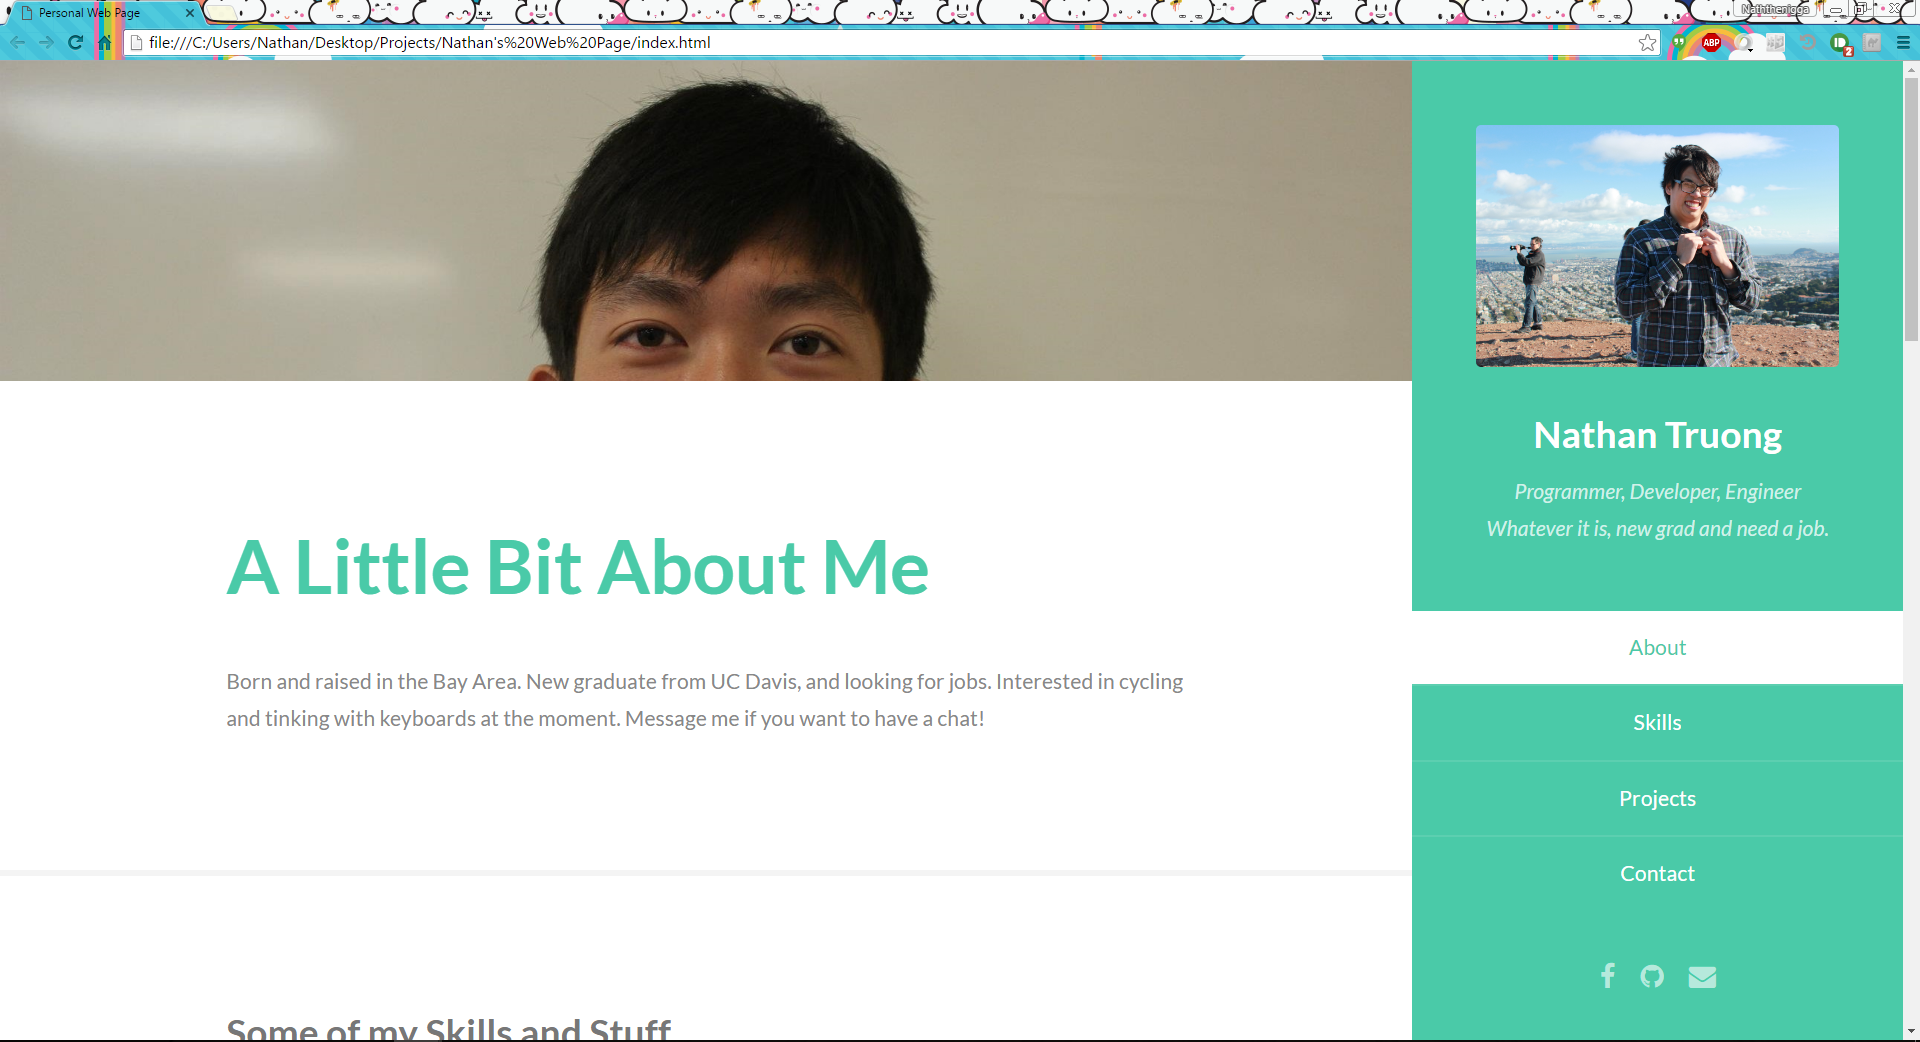 Personal Web Page
file:///C:/Users/Nathan/Desktop/Projects/Nathan's%20Web%20Page/index.html
ABP
2
Nathan Truong
Programmer, Developer, Engineer
Whatever it is, new grad and need a job.
About
Skills
Projects
Contact
A Little Bit About Me
Born and raised in the Bay Area. New graduate from UC Davis, and looking for jobs. Interested in cycling
and tinking with keyboards at the moment. Message me if you want to have a chat!
Some of my Skills and Stuff